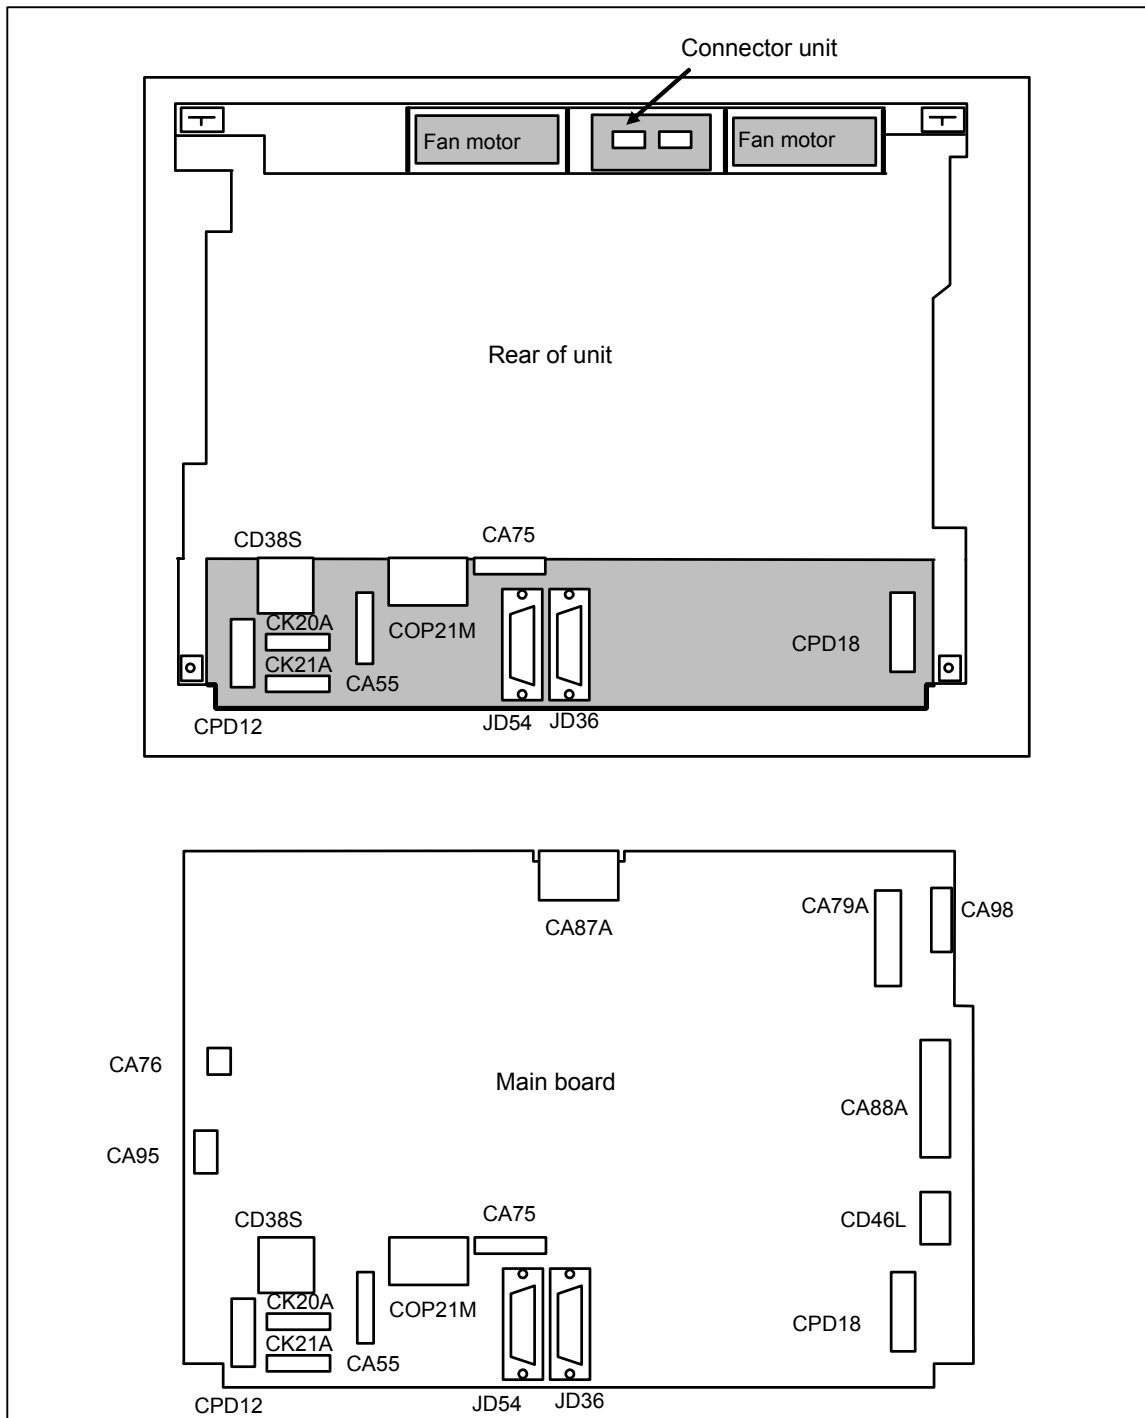 Connector unit
Fan motor
Fan motor
Rear of unit
CD38S
CA75
CK20A
COP21M
CPD18
CK21A
CA55
CPD12
JD54
JD36
CA87A
CA79A
CA98
CA76
Main board
CA88A
CA95
CD38S
CA75
CD46L
CK20A
COP21M
CPD18
CK21A
CA55
CPD12
JD54
JD36